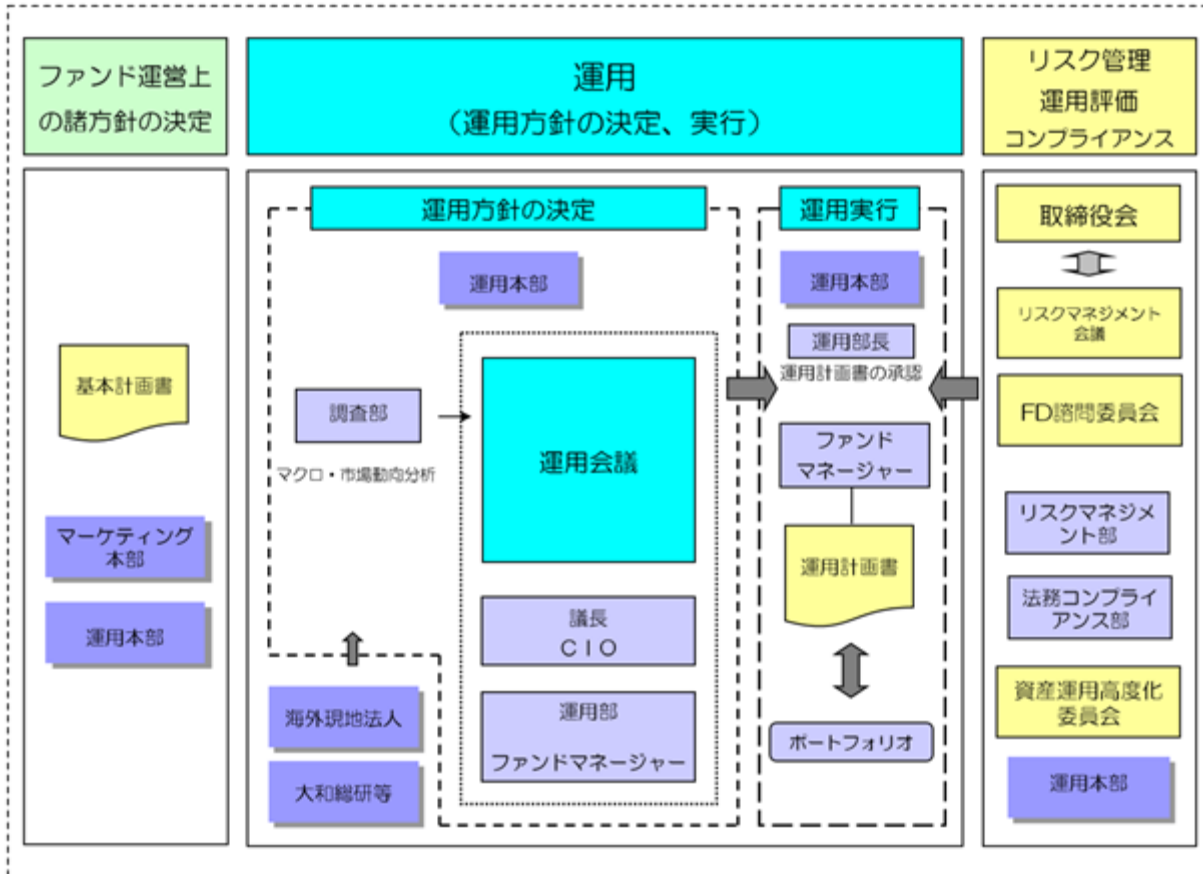 ファンド運営上
の諸方針の決定
運用
(運用方針の決定、実行)
リスク管理
運用評価
コンプライアンス
基本計画書
マーケティング
本部
運用本部
運用方針の決定
運用本部
調査部
マクロ・市場動向分析
運用会議
議長
CIO
運用部
ファンドマネージャー
海外現地法人
大和総研等
運用実行
運用本部
運用部長
運用計画書の承認
ファンド
マネージャー
運用計画書
ポートフォリオ
取締役会
リスクマネジメント
会議
FD諮問委員会
リスクマネジメ
ント部
法務コンプライ
アンス部
資産運用高度化
委員会
運用本部